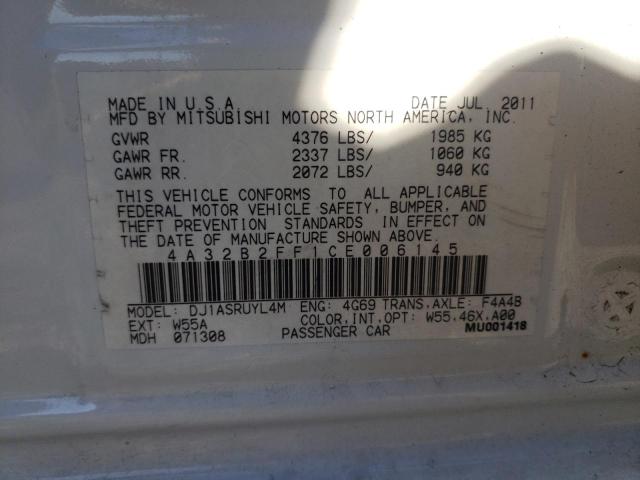 MADE IN U.S.A. DATE JUL. 2011
MFD BY MITSUBISHI MOTORS NORTH AMERICA, INC.
GVWR 4376 LBS/ 1985 KG
GAWR FR. 2337 LBS/ 1060 KG
GAWR RR. 2072 LBS/ 940 KG
THIS VEHICLE CONFORMS TO ALL APPLICABLE
FEDERAL MOTOR VEHICLE SAFETY, BUMPER, AND
THEFT PREVENTION STANDARDS IN EFFECT ON
THE DATE OF MANUFACTURE SHOWN ABOVE.
4A32B2FF1CE006145
MODEL: DJ1ASRUYL4M ENG: 4G69 TRANS,AXLE: F4A4B
EXT: W55A COLOR,INT,OPT: W55,46X,A00
MDH 071308 PASSENGER CAR MU001418